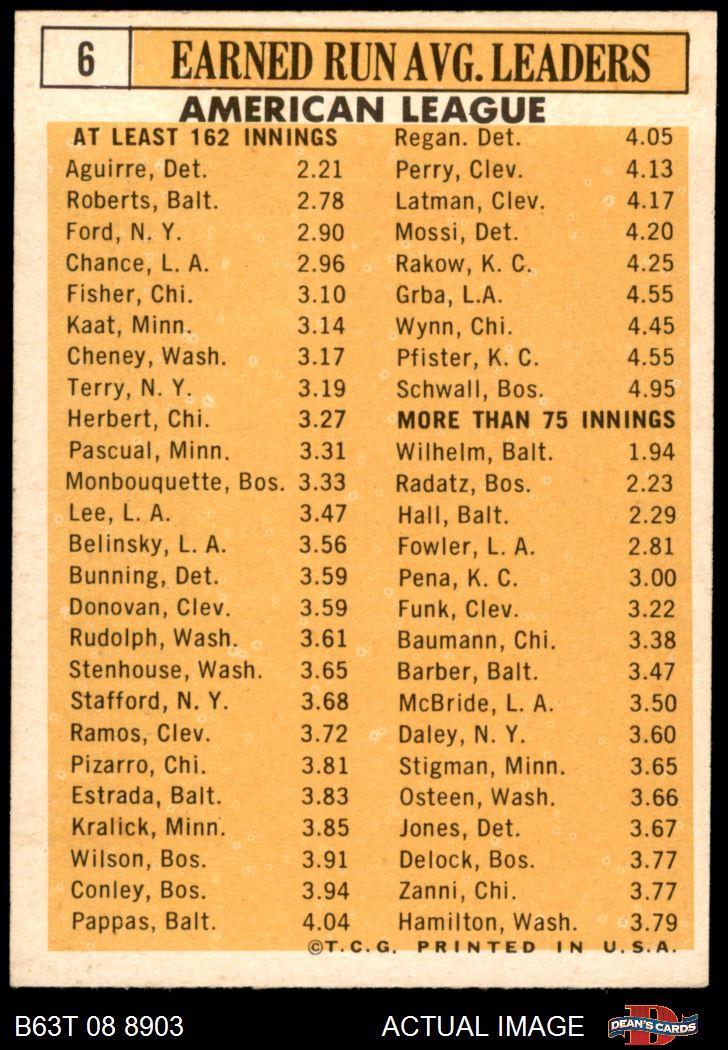 6
EARNED RUN AVG. LEADERS
AMERICAN LEAGUE
AT LEAST 162 INNINGS
Aguirre, Det. 2.21
Roberts, Balt. 2.78
Ford, N. Y. 2.90
Chance, L. A. 2.96
Fisher, Chi. 3.10
Kaat, Minn. 3.14
Cheney, Wash. 3.17
Terry, N. Y. 3.19
Herbert, Chi. 3.27
Pascual, Minn. 3.31
Monbouquette, Bos. 3.33
Lee, L. A. 3.47
Belinsky, L. A. 3.56
Bunning, Det. 3.59
Donovan, Clev. 3.59
Rudolph, Wash. 3.61
Stenhouse, Wash. 3.65
Stafford, N. Y. 3.68
Ramos, Clev. 3.72
Pizarro, Chi. 3.81
Estrada, Balt. 3.83
Kralick, Minn. 3.85
Wilson, Bos. 3.91
Conley, Bos. 3.94
Pappas, Balt. 4.04
Regan. Det. 4.05
Perry, Clev. 4.13
Latman, Clev. 4.17
Mossi, Det. 4.20
Rakow, K. C. 4.25
Grba, L.A. 4.55
Wynn, Chi. 4.45
Pfister, K. C. 4.55
Schwall, Bos. 4.95
MORE THAN 75 INNINGS
Wilhelm, Balt. 1.94
Radatz, Bos. 2.23
Hall, Balt. 2.29
Fowler, L. A. 2.81
Pena, K. C. 3.00
Funk, Clev. 3.22
Baumann, Chi. 3.38
Barber, Balt. 3.47
McBride, L. A. 3.50
Daley, N. Y. 3.60
Stigman, Minn. 3.65
Osteen, Wash. 3.66
Jones, Det. 3.67
Delock, Bos. 3.77
Zanni, Chi. 3.77
Hamilton, Wash. 3.79
©T.C.G. PRINTED IN U.S.A.
B63T 08 8903
ACTUAL IMAGE
D
DEAN'S CARDS